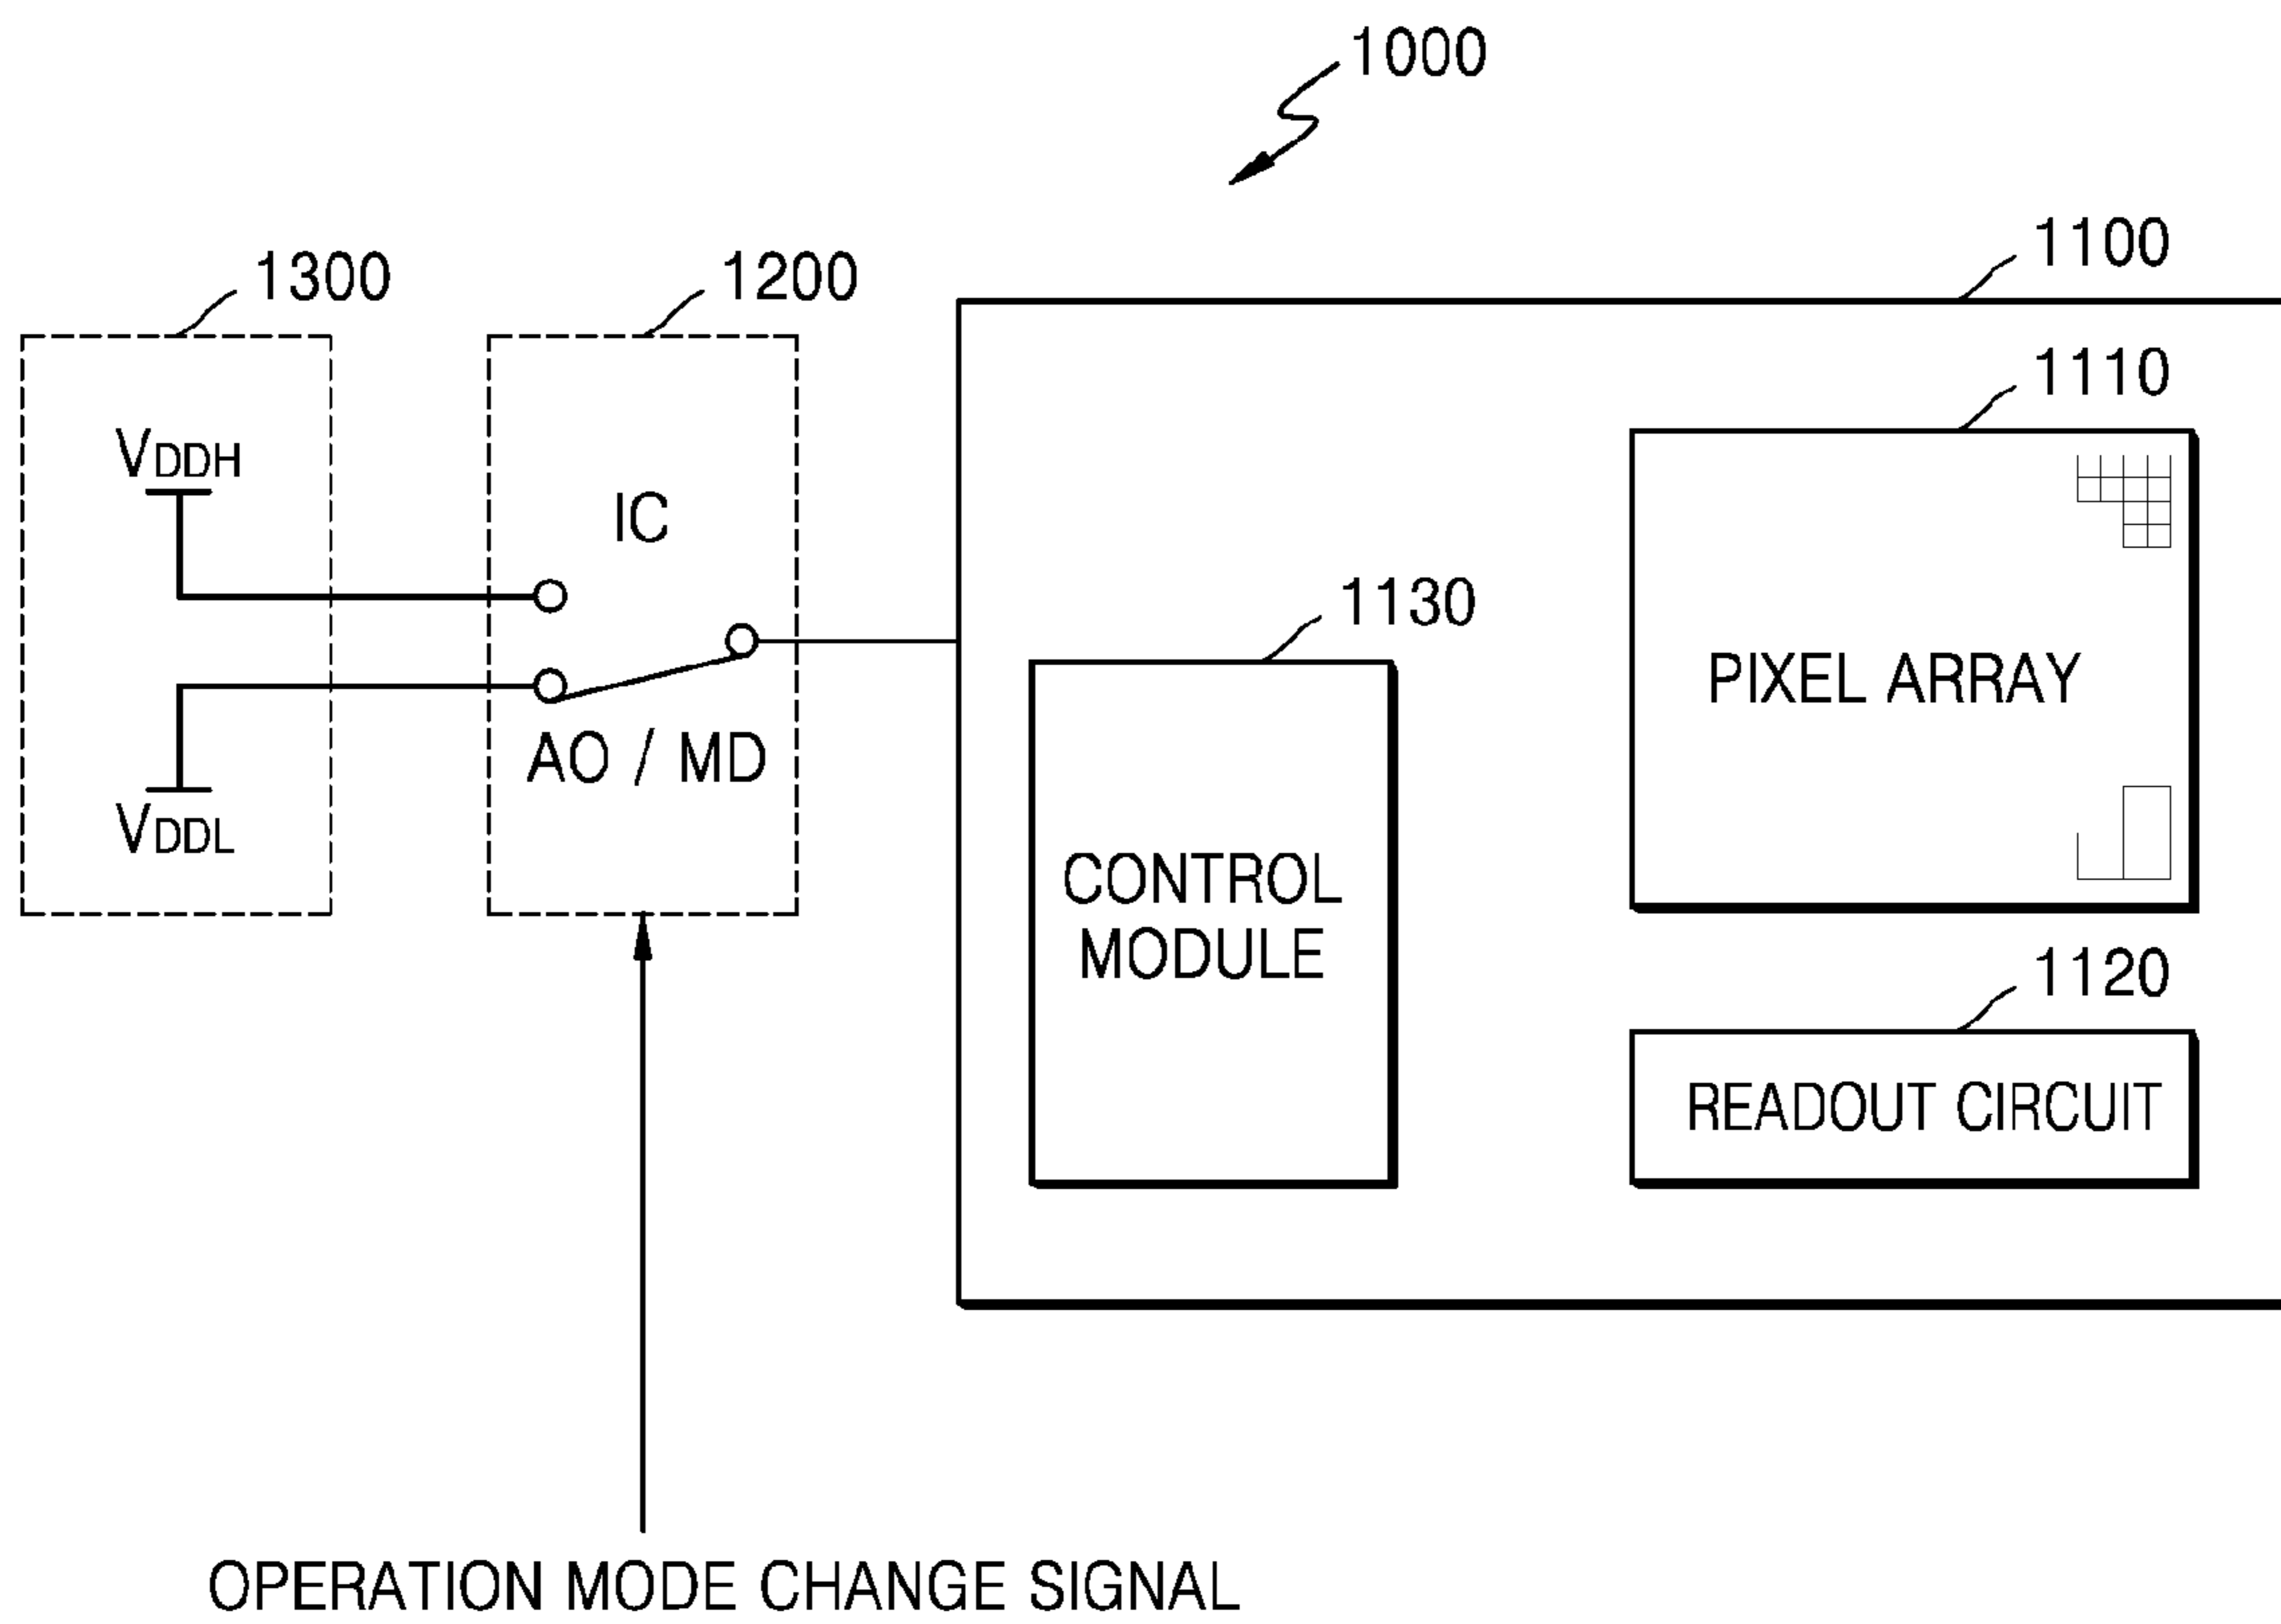 1000
1100
1300
1200
1110
VDDH
IC
1130
PIXEL ARRAY
AO / MD
VDDL
CONTROL
MODULE
1120
READOUT CIRCUIT
OPERATION MODE CHANGE SIGNAL